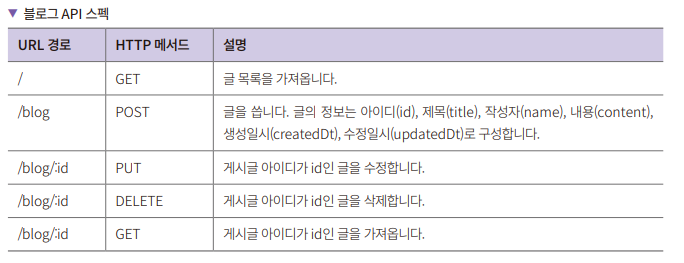 ▼ 블로그 API 스펙
URL 경로 HTTP 메서드 설명
/ GET 글 목록을 가져옵니다.
/blog POST 글을 씁니다. 글의 정보는 아이디(id), 제목(title), 작성자(name), 내용(content),
생성일시(createdDt), 수정일시(updatedDt)로 구성합니다.
/blog/:id PUT 게시글 아이디가 id인 글을 수정합니다.
/blog/:id DELETE 게시글 아이디가 id인 글을 삭제합니다.
/blog/:id GET 게시글 아이디가 id인 글을 가져옵니다.